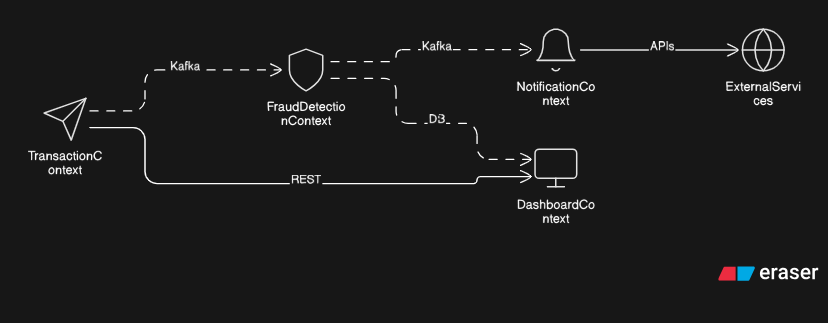 Kafka
APIs
Kafka
NotificationCo
ntext
ExternalServi
ces
FraudDetectio
nContext
DB
TransactionC
ontext
REST
DashboardCo
ntext
eraser